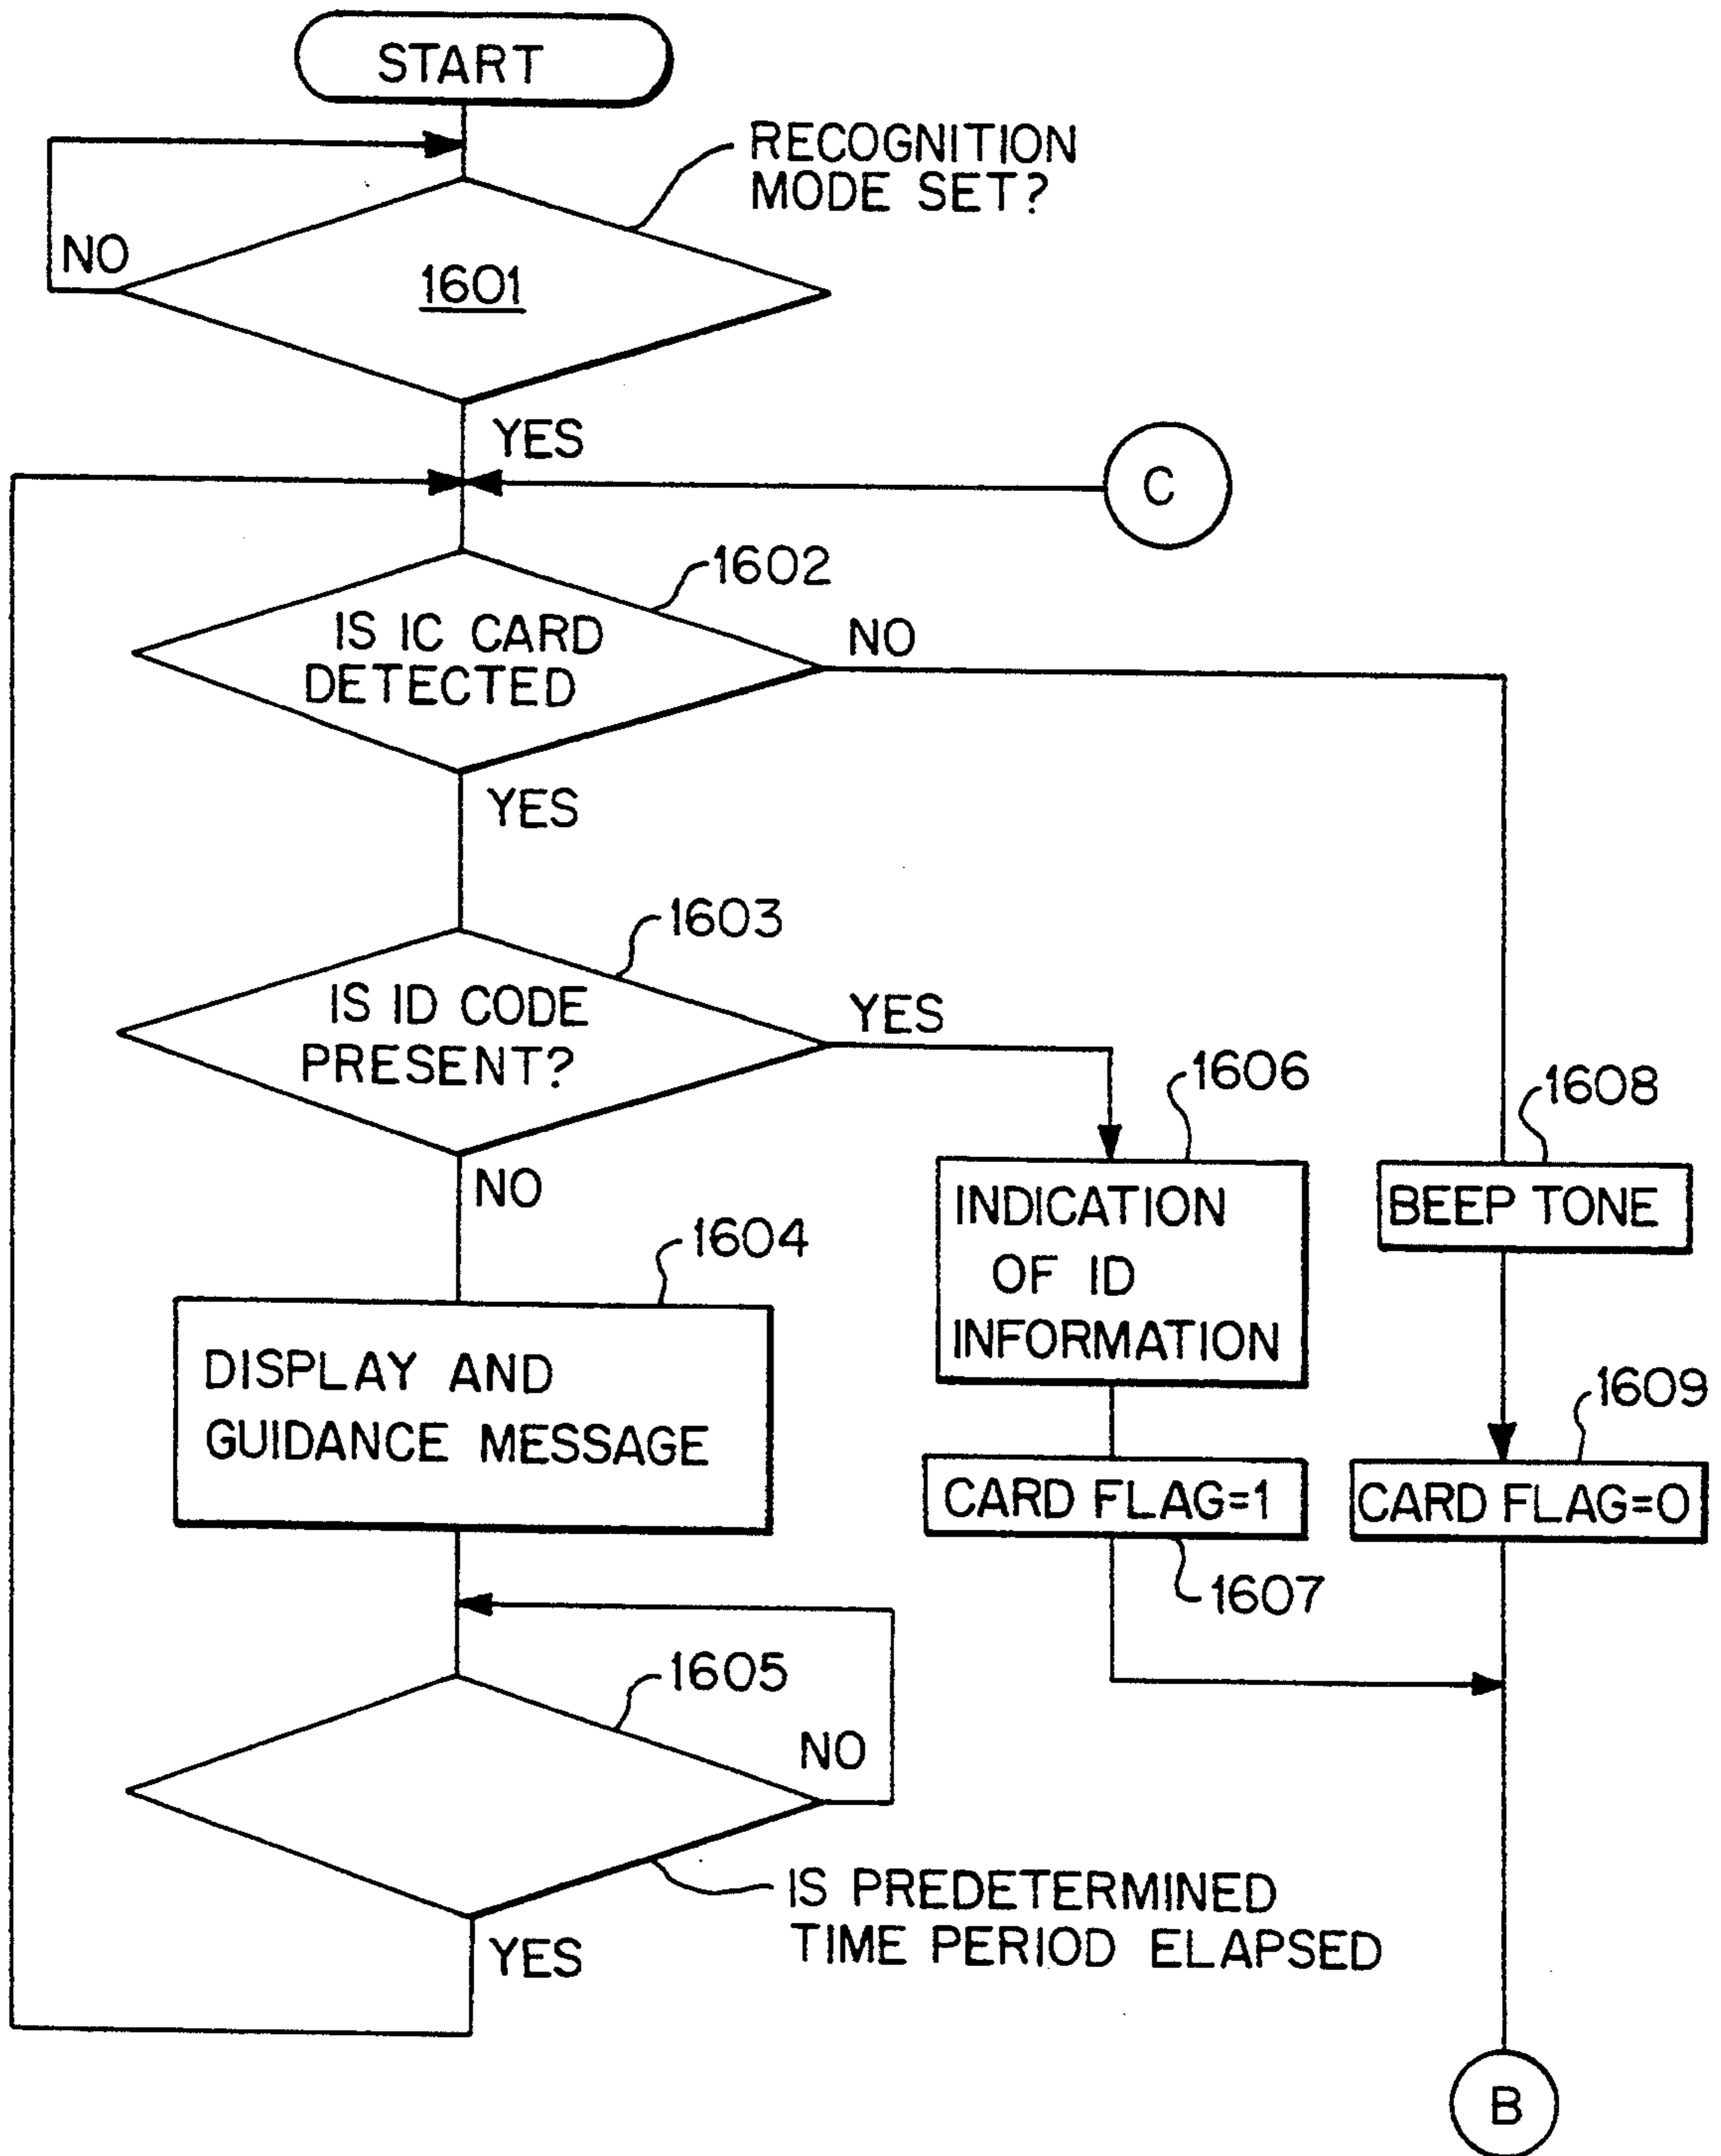 START
RECOGNITION
MODE SET?
NO
1601
YES
C
1602
IS IC CARD
DETECTED
NO
YES
1603
IS ID CODE
PRESENT?
YES
1606
1608
NO
INDICATION
OF ID
INFORMATION
BEEP TONE
1604
DISPLAY AND
GUIDANCE MESSAGE
1609
CARD FLAG=1
CARD FLAG=0
1607
1605
NO
IS PREDETERMINED
TIME PERIOD ELAPSED
YES
B